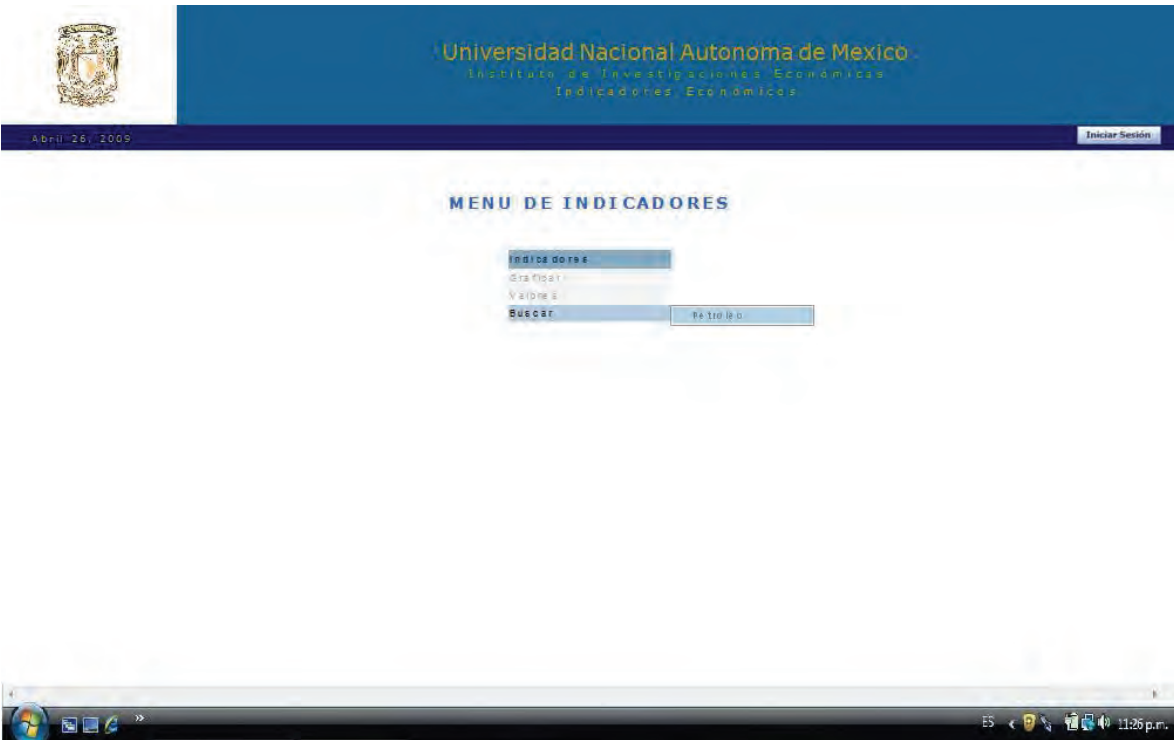 Universidad Nacional Autonoma de Mexico
Instituto de Investigaciones Económicas
Indicadores Económicos
Abril 26, 2009
Iniciar Sesión
MENU DE INDICADORES
Indicadores
Graficar
Valores
Buscar
Petroleo
ES
11:26 p.m.